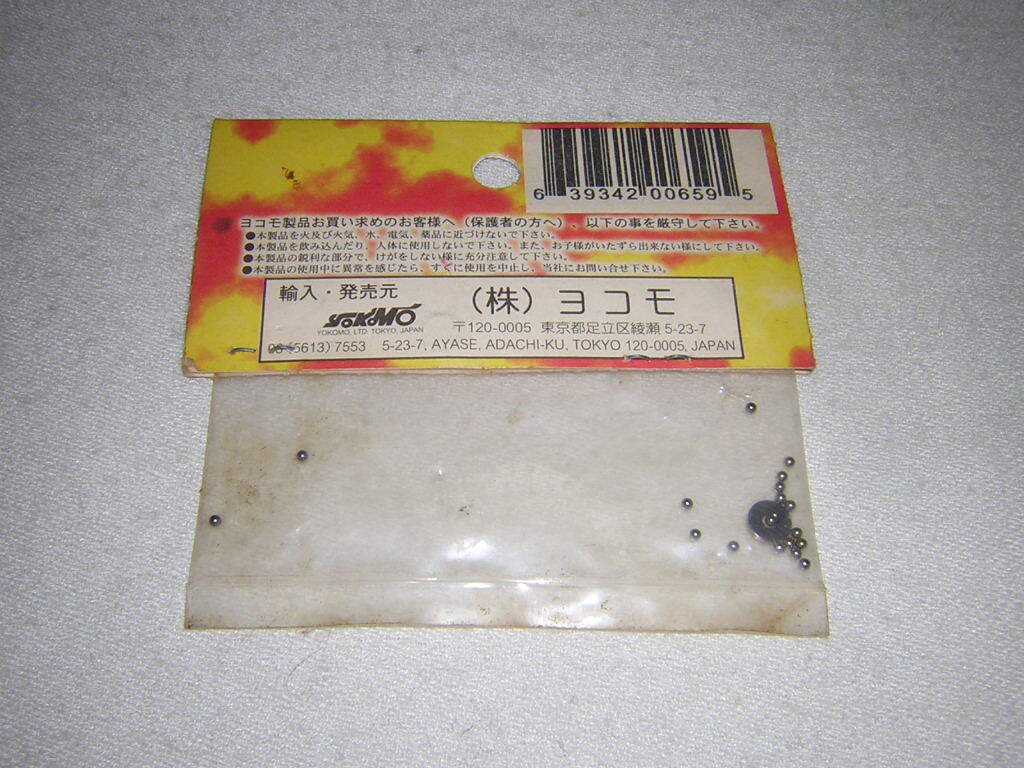 6 39342 00659 5
ヨコモ製品お買い求めのお客様へ（保護者の方へ）、以下の事を厳守して下さい。
●本製品を火及び火気、水、電気、薬品に近づけないで下さい。
●本製品を飲み込んだり、人体に使用しないで下さい。また、お子様がいたずら出来ない様にして下さい。
●本製品の鋭利な部分で、けがをしない様に充分注意して下さい。
●本製品の使用中に異常を感じたら、すぐに使用を中止し、当社にお問い合せ下さい。
輸入・発売元
（株）ヨコモ
YOKOMO
YOKOMO, LTD. TOKYO, JAPAN
〒120-0005 東京都足立区綾瀬 5-23-7
5613) 7553 5-23-7, AYASE, ADACHI-KU, TOKYO 120-0005, JAPAN